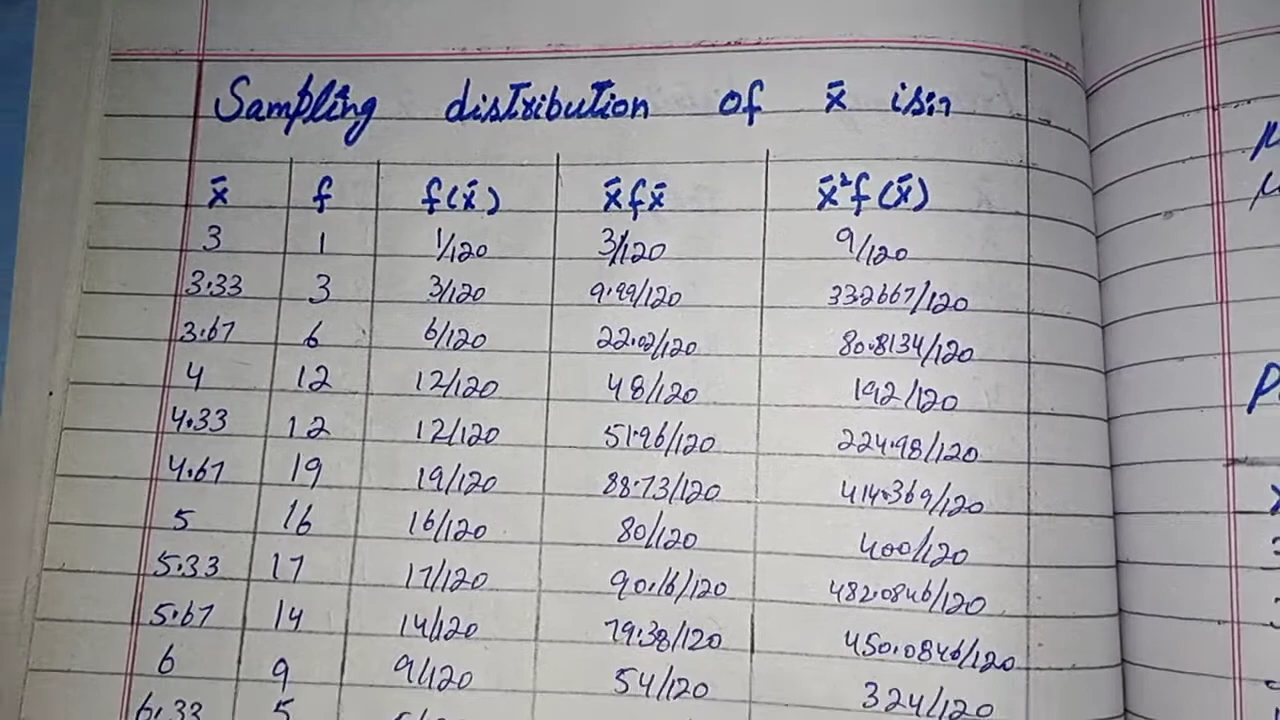 Sampling distribution of x̄ is:
x̄ f f(x̄) x̄fx̄ x̄²f(x̄)
3 1 1/120 3/120 9/120
3.33 3 3/120 9.99/120 33.2667/120
3.67 6 6/120 22.02/120 80.8134/120
4 12 12/120 48/120 192/120
4.33 12 12/120 51.96/120 224.98/120
4.67 19 19/120 88.73/120 414.369/120
5 16 16/120 80/120 400/120
5.33 17 17/120 90.16/120 482.0846/120
5.67 14 14/120 79.38/120 450.0846/120
6 9 9/120 54/120 324/120
6.33 5